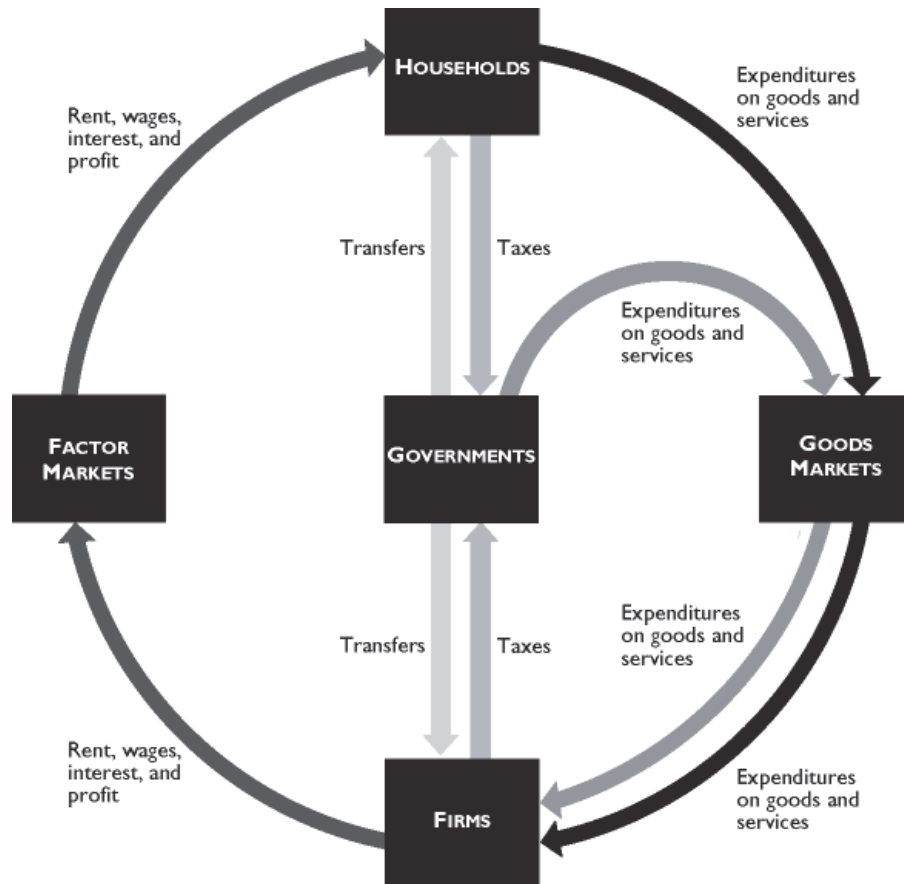 HOUSEHOLDS
Expenditures
on goods and
services
Rent, wages,
interest, and
profit
Transfers
Taxes
Expenditures
on goods and
services
FACTOR
MARKETS
GOVERNMENTS
GOODS
MARKETS
Expenditures
on goods and
services
Transfers
Taxes
Rent, wages,
interest, and
profit
Expenditures
on goods and
services
FIRMS